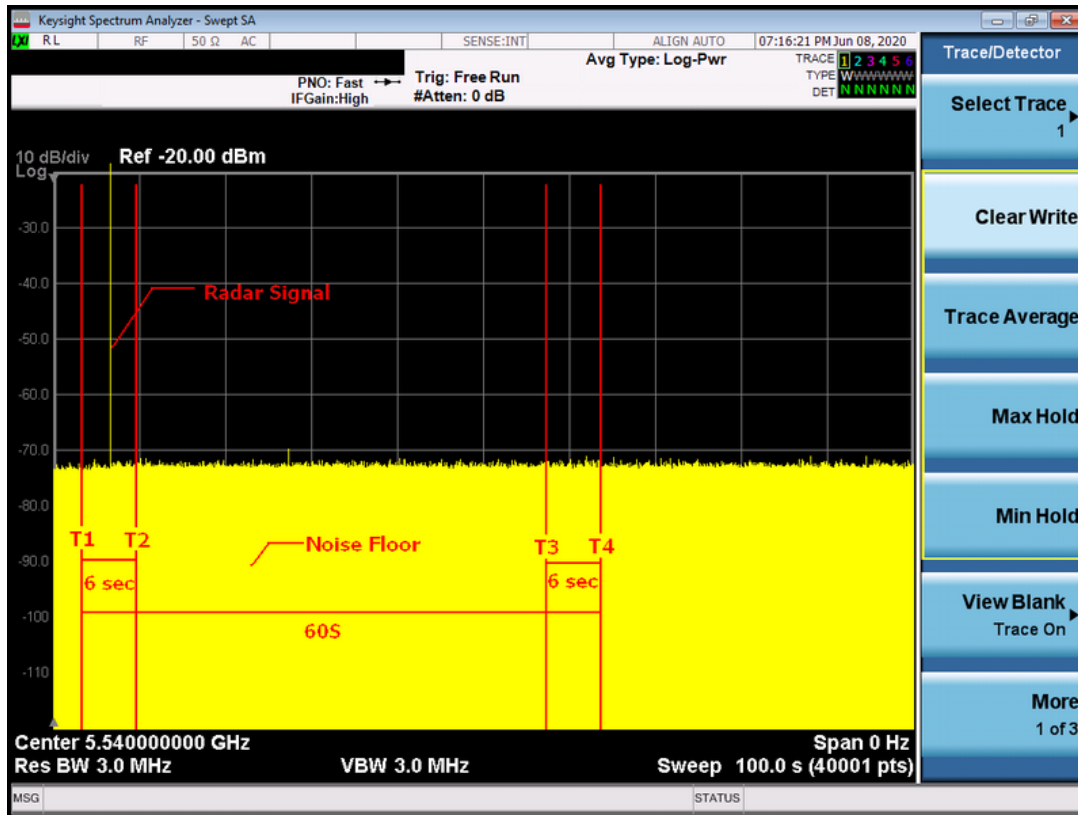 Keysight Spectrum Analyzer - Swept SA
LXI RL RF 50 Ω AC SENSE:INT ALIGN AUTO 07:16:21 PM Jun 08, 2020
Avg Type: Log-Pwr
TRACE 1 2 3 4 5 6
TYPE WWWWWW
DET N N N N N N
PNO: Fast
IFGain:High
Trig: Free Run
#Atten: 0 dB
10 dB/div
Log
Ref -20.00 dBm
-30.0
-40.0
-50.0
-60.0
-70.0
-80.0
-90.0
-100
-110
Radar Signal
T1 T2 T3 T4
Noise Floor
6 sec 6 sec
60S
Center 5.540000000 GHz Span 0 Hz
Res BW 3.0 MHz VBW 3.0 MHz Sweep 100.0 s (40001 pts)
MSG STATUS
Trace/Detector
Select Trace
1
Clear Write
Trace Average
Max Hold
Min Hold
View Blank
Trace On
More
1 of 3